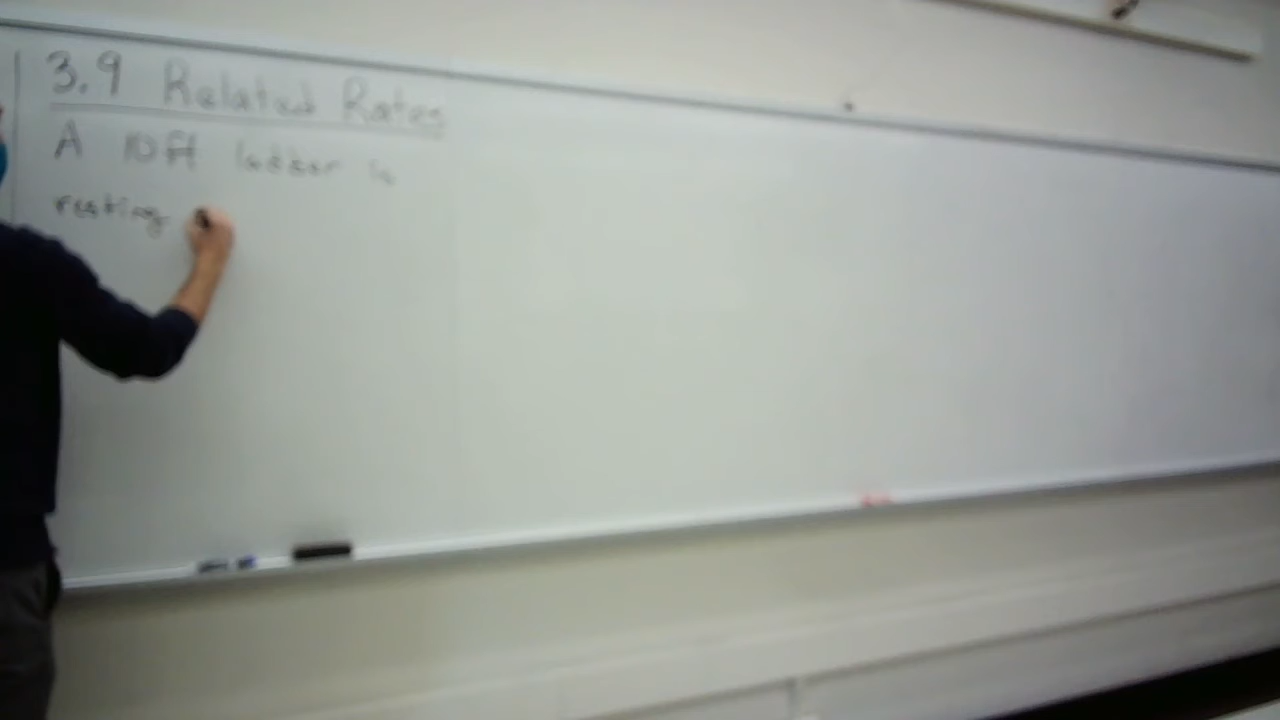 3.9 Related Rates
A 10ft ladder is
resting